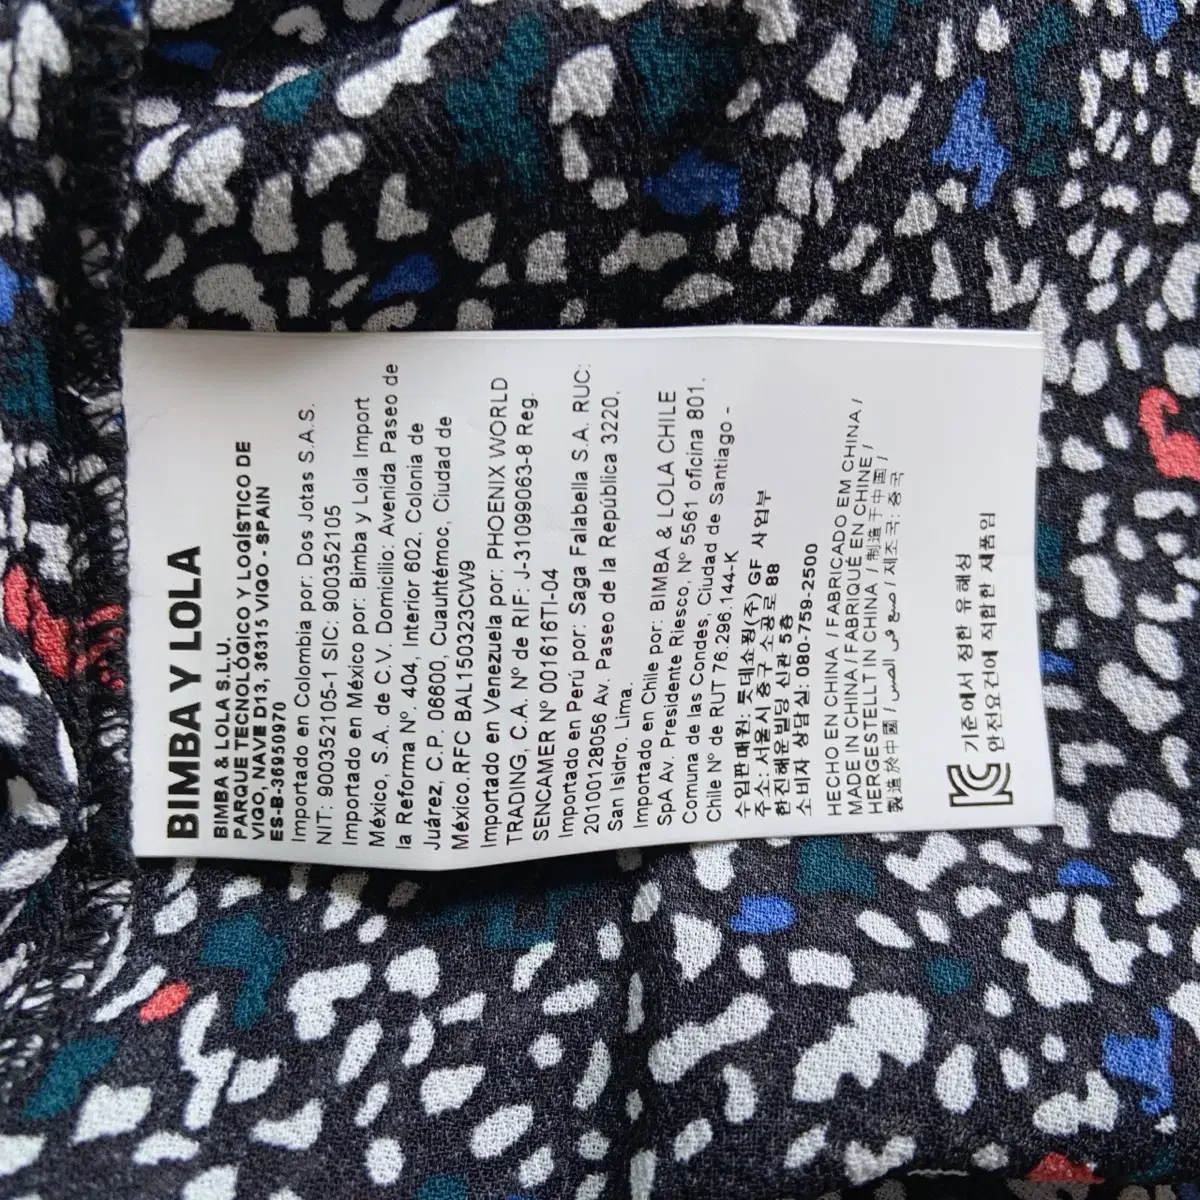 BIMBA Y LOLA
BIMBA & LOLA S.L.U.
PARQUE TECNOLÓGICO Y LOGÍSTICO DE
VIGO, NAVE D13, 36315 VIGO - SPAIN
ES-B-36950970
Importado en Colombia por: Dos Jotas S.A.S.
NIT: 900352105-1 SIC: 900352105
Importado en México por: Bimba y Lola Import
México, S.A. de C.V. Domicilio: Avenida Paseo de
la Reforma Nº. 404, Interior 602, Colonia de
Juárez, C.P. 06600, Cuauhtémoc, Ciudad de
México.RFC BAL150323CW9
Importado en Venezuela por: PHOENIX WORLD
TRADING, C.A. Nº de RIF: J-31099063-8 Reg.
SENCAMER Nº 001616TI-04
Importado en Perú por: Saga Falabella S.A. RUC:
20100128056 Av. Paseo de la República 3220,
San Isidro, Lima.
Importado en Chile por: BIMBA & LOLA CHILE
SpA Av. Presidente Riesco, Nº 5561 oficina 801,
Comuna de las Condes, Ciudad de Santiago -
Chile Nº de RUT 76.296.144-K
수입판매원: 롯데쇼핑(주) GF 사업부
주소: 서울시 중구 소공로 88
한진해운빌딩 신관 5층
소비자 상담실: 080-759-2500
HECHO EN CHINA / FABRICADO EM CHINA /
MADE IN CHINA / FABRIQUÉ EN CHINE /
HERGESTELLT IN CHINA / 制造于中国 /
製造於中國 / صنع في الصين / 제조국: 중국
기준에서 정한 유해성
안전요건에 적합한 제품임